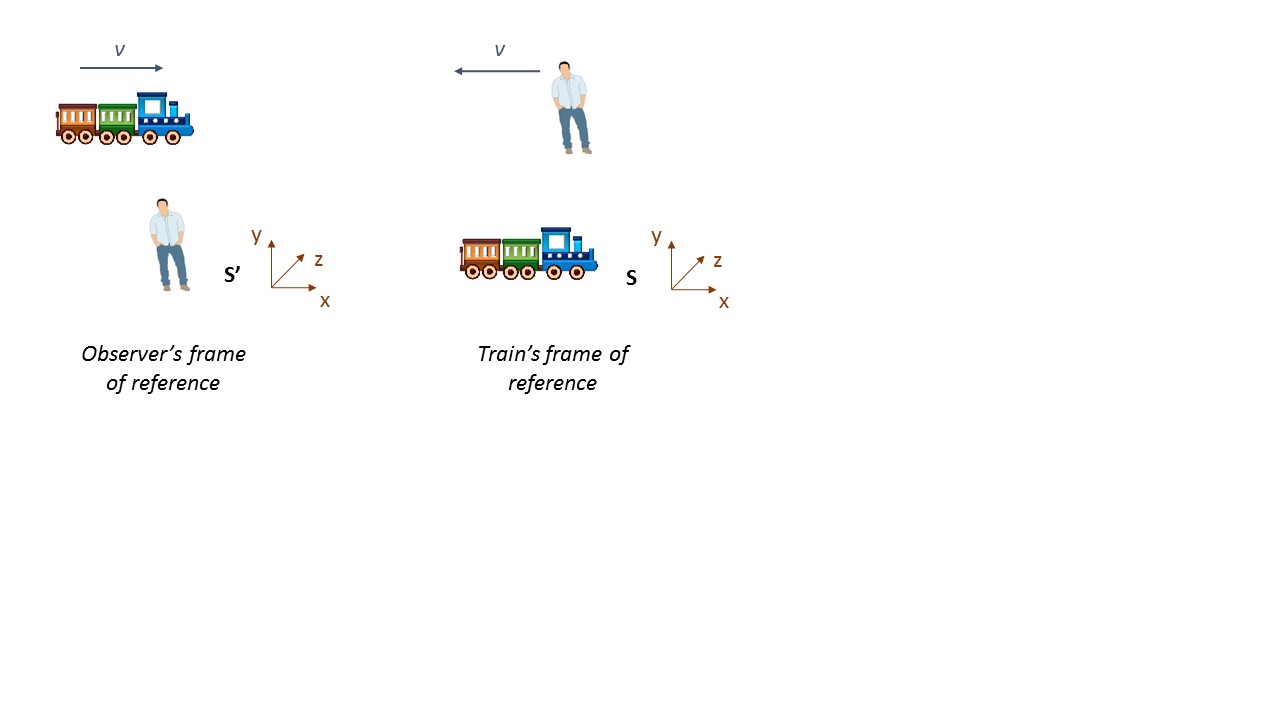 v
v
y
z
S’
x
y
z
S
x
Observer’s frame
of reference
Train’s frame of
reference